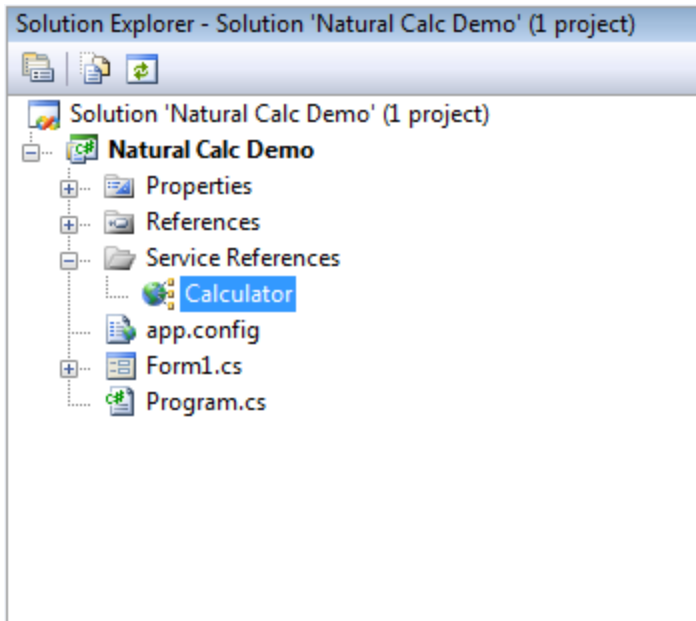 Solution Explorer - Solution 'Natural Calc Demo' (1 project)
Solution 'Natural Calc Demo' (1 project)
Natural Calc Demo
Properties
References
Service References
Calculator
app.config
Form1.cs
Program.cs